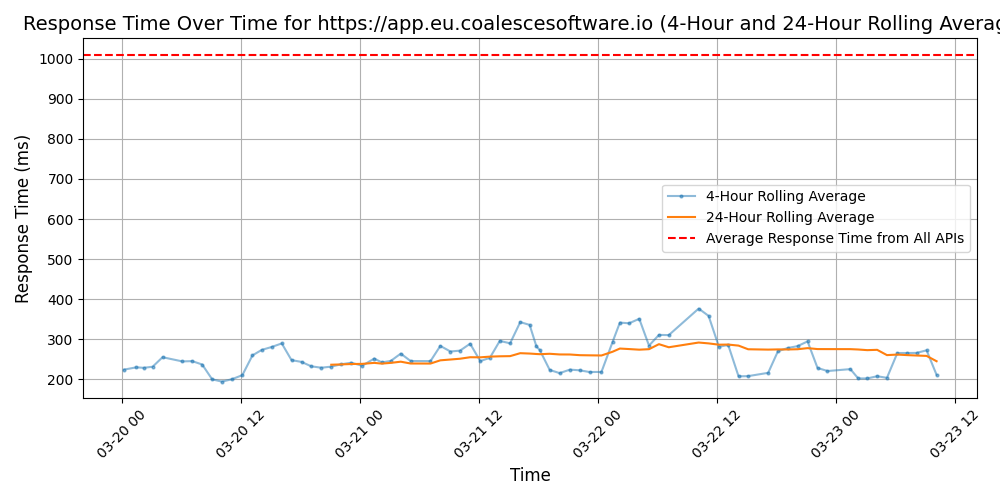 Response Time Over Time for https://app.eu.coalescesoftware.io (4-Hour and 24-Hour Rolling Averag
Response Time (ms)
1000
900
800
700
600
500
400
300
200
4-Hour Rolling Average
24-Hour Rolling Average
Average Response Time from All APIs
03-20 00
03-20 12
03-21 00
03-21 12
03-22 00
03-22 12
03-23 00
03-23 12
Time